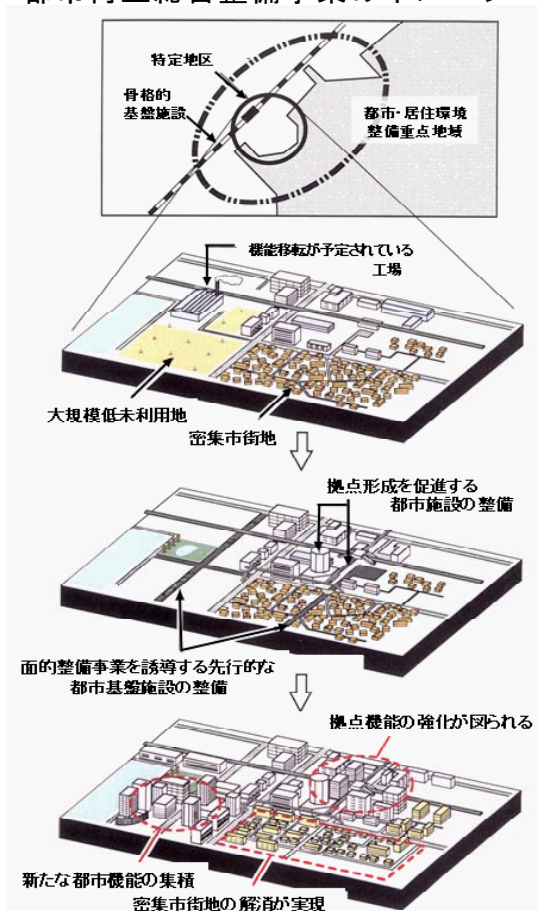 特定地区
骨格的
基盤施設
都市・居住環境
整備重点地域
機能移転が予定されている
工場
大規模低未利用地
密集市街地
拠点形成を促進する
都市施設の整備
面的整備事業を誘導する先行的な
都市基盤施設の整備
拠点機能の強化が図られる
新たな都市機能の集積
密集市街地の解消が実現